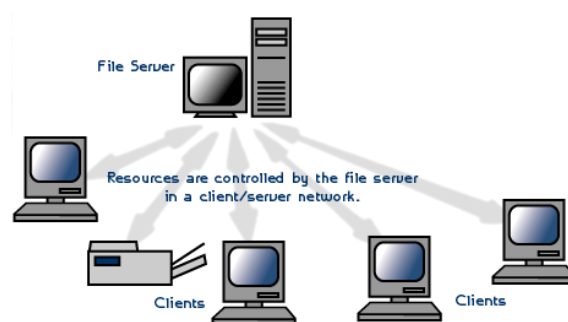 File Server
Resources are controlled by the file server
in a client/server network.
Clients
Clients